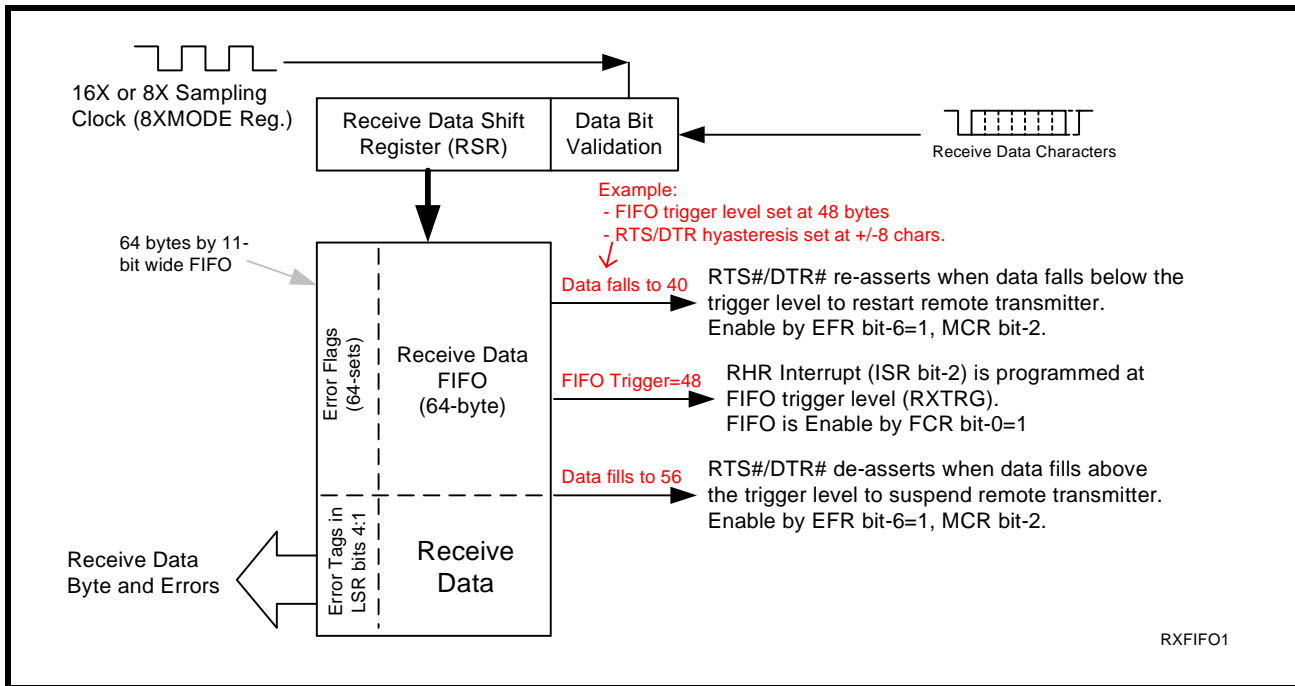 16X or 8X Sampling
Clock (8XMODE Reg.)
Receive Data Shift
Register (RSR)
Data Bit
Validation
Receive Data Characters
Example:
- FIFO trigger level set at 48 bytes
- RTS/DTR hyasteresis set at +/-8 chars.
64 bytes by 11-
bit wide FIFO
Data falls to 40
RTS#/DTR# re-asserts when data falls below the
trigger level to restart remote transmitter.
Enable by EFR bit-6=1, MCR bit-2.
Error Flags
(64-sets)
Receive Data
FIFO
(64-byte)
FIFO Trigger=48
RHR Interrupt (ISR bit-2) is programmed at
FIFO trigger level (RXTRG).
FIFO is Enable by FCR bit-0=1
Data fills to 56
RTS#/DTR# de-asserts when data fills above
the trigger level to suspend remote transmitter.
Enable by EFR bit-6=1, MCR bit-2.
Error Tags in
LSR bits 4:1
Receive
Data
Receive Data
Byte and Errors
RXFIFO1